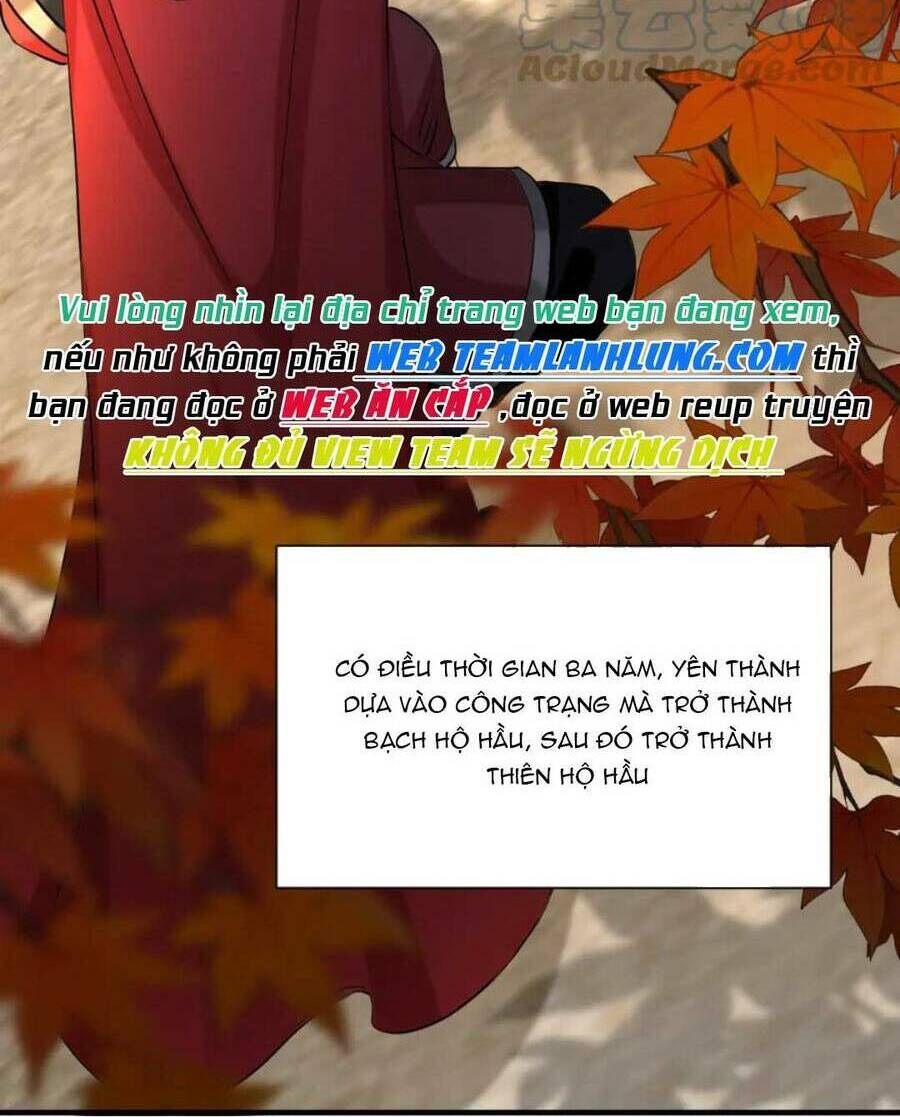 ACloudMerge.com
Vui lòng nhìn lại địa chỉ trang web bạn đang xem,
nếu như không phải WEB TEAMLANHLUNG.COM thì
bạn đang đọc ở WEB ĂN CẮP ,đọc ở web reup truyện
KHÔNG ĐỦ VIEW TEAM SẼ NGỪNG DỊCH
CÓ ĐIỀU THỜI GIAN BA NĂM, YÊN THÀNH
DỰA VÀO CÔNG TRẠNG MÀ TRỞ THÀNH
BẠCH HỘ HẦU, SAU ĐÓ TRỞ THÀNH
THIÊN HỘ HẦU